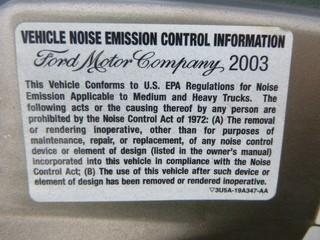 VEHICLE NOISE EMISSION CONTROL INFORMATION
Ford Motor Company 2003
This Vehicle Conforms to U.S. EPA Regulations for Noise
Emission Applicable to Medium and Heavy Trucks. The
following acts or the causing thereof by any person are
prohibited by the Noise Control Act of 1972: (A) The removal
or rendering inoperative, other than for purposes of
maintenance, repair, or replacement, of any noise control
device or element of design (listed in the owner's manual)
incorporated into this vehicle in compliance with the Noise
Control Act; (B) The use of this vehicle after such device or
element of design has been removed or rendered inoperative
▽3U5A-19A347-AA